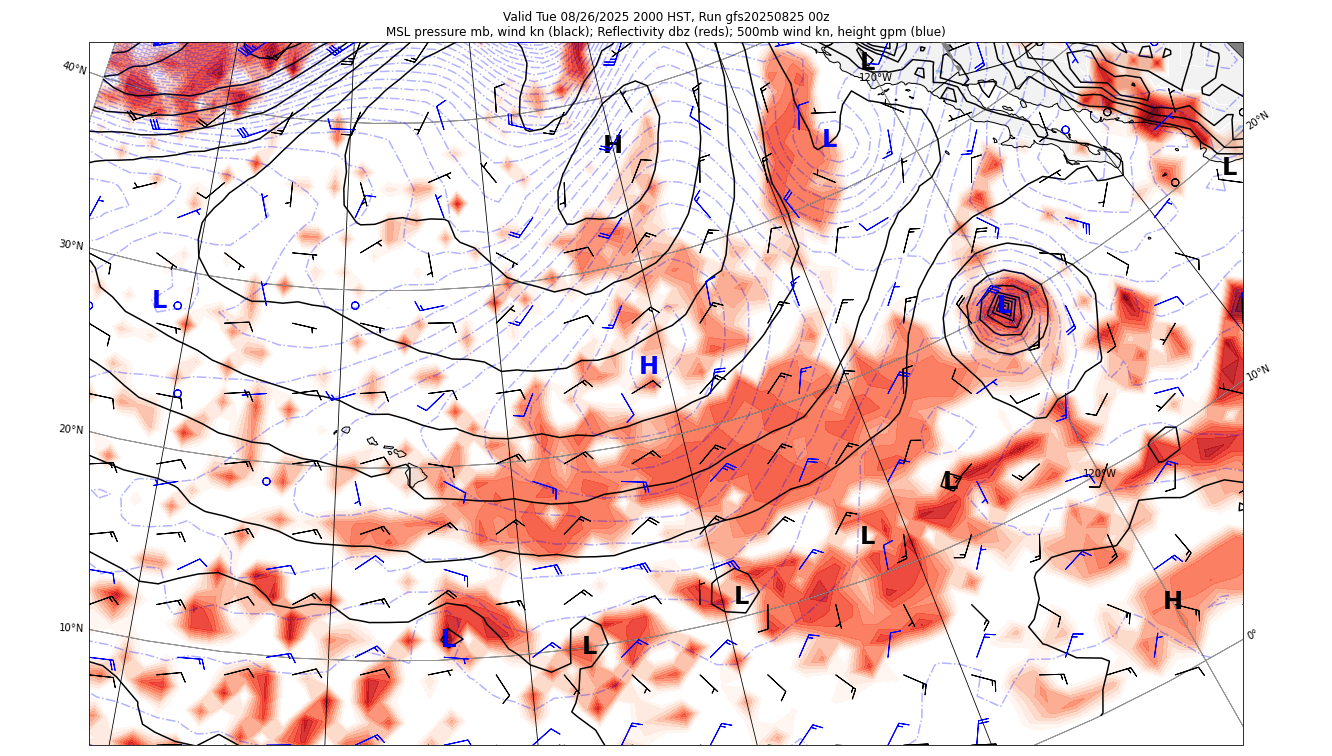 Valid Tue 08/26/2025 2000 HST, Run gfs20250825 00z
MSL pressure mb, wind kn (black); Reflectivity dbz (reds); 500mb wind kn, height gpm (blue)
40°N
L
120°W
20°N
H
L
L
30°N
L
L
H
10°N
20°N
L
120°W
L
L
H
10°N
L
L
0°